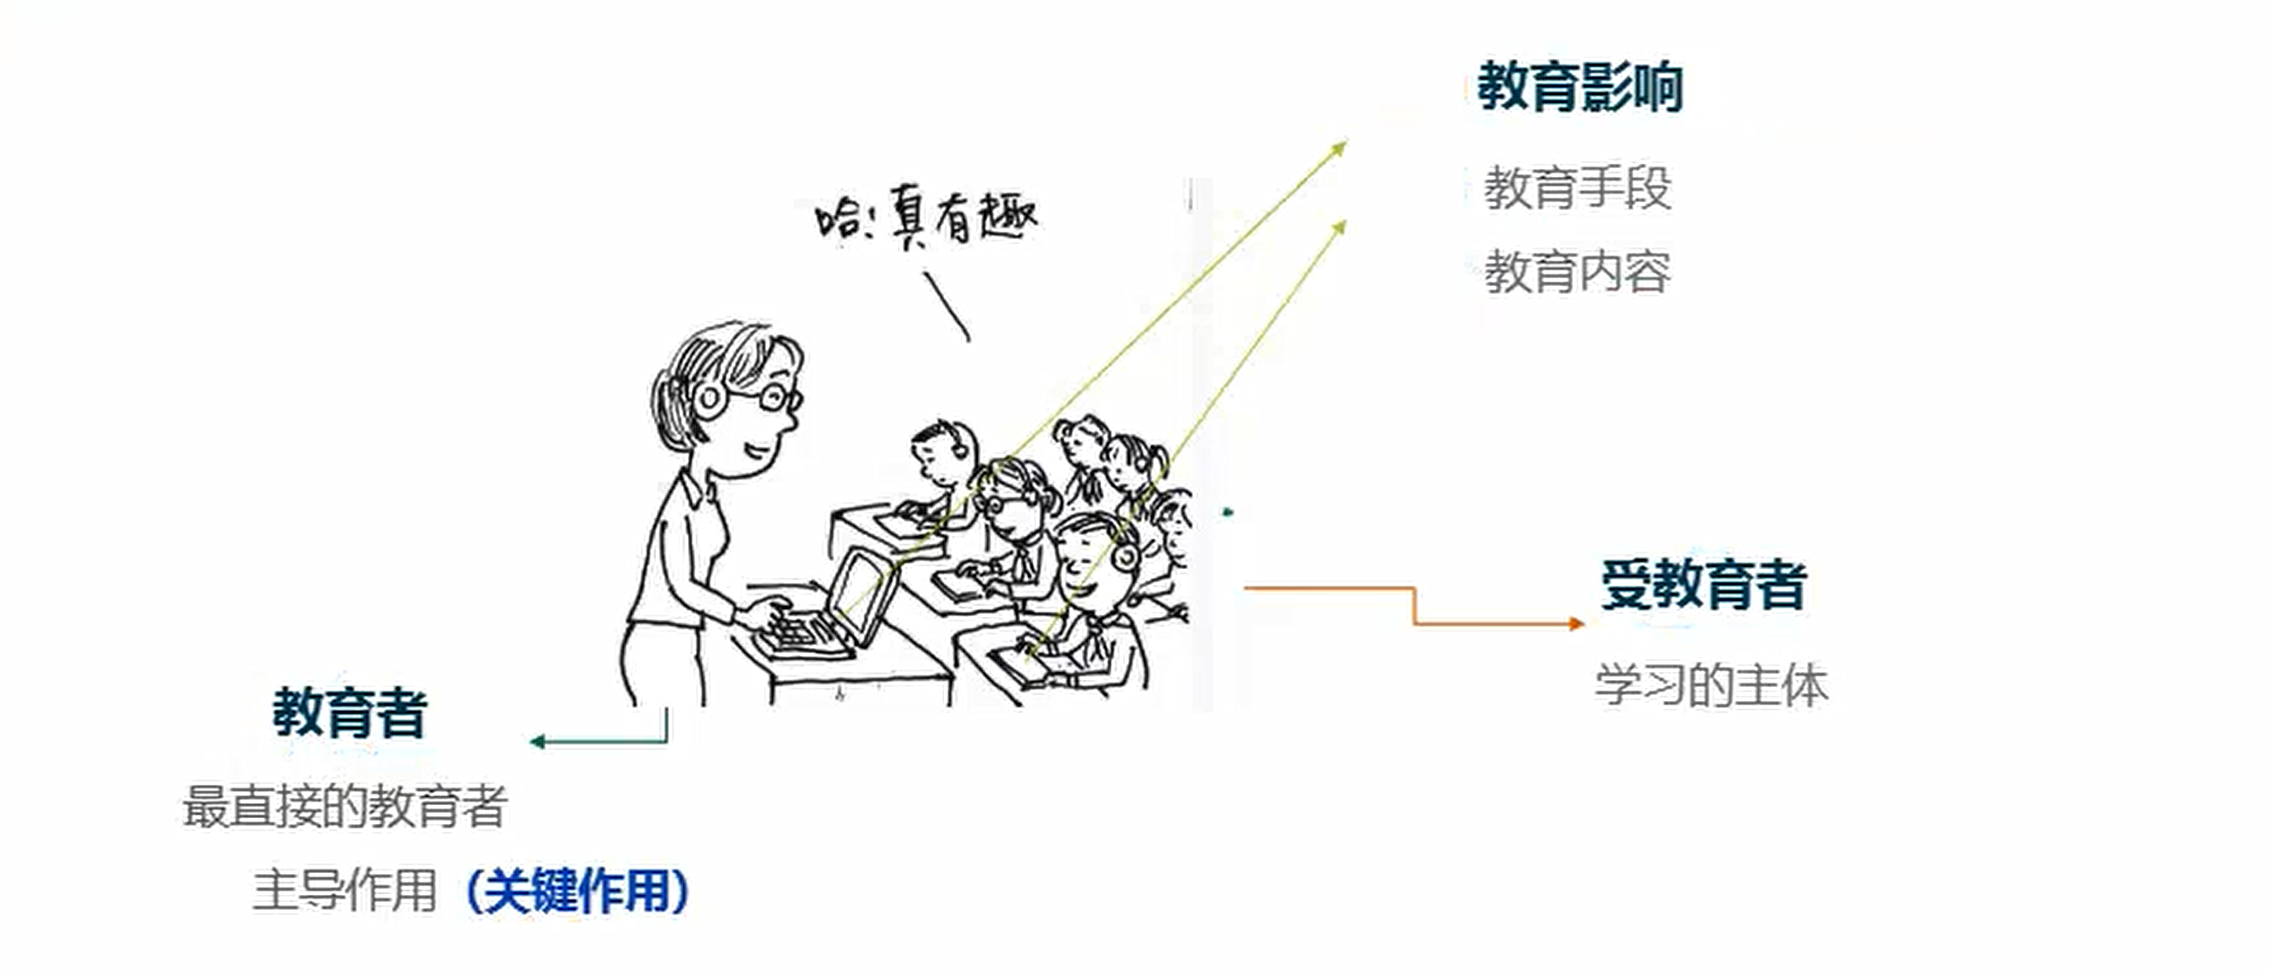 教育影响
教育手段
教育内容
哈！真有趣
受教育者
学习的主体
教育者
最直接的教育者
主导作用（关键作用）